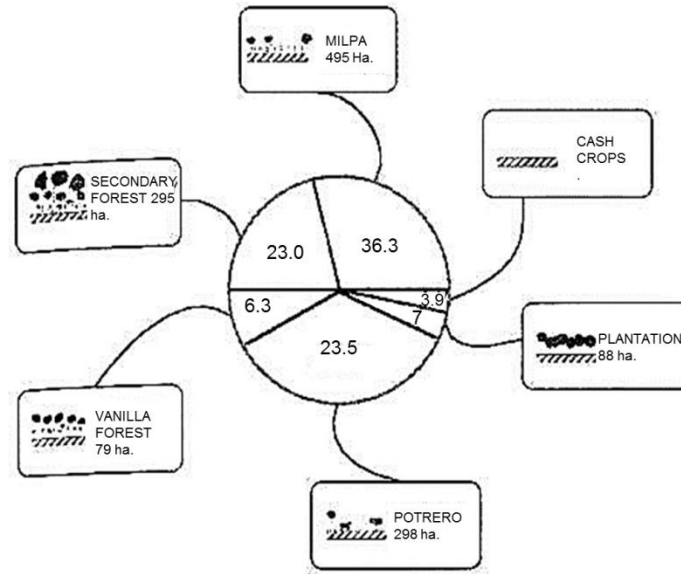 MILPA
495 Ha.
CASH
CROPS
SECONDARY
FOREST 295
ha.
23.0
36.3
3.9
7
6.3
23.5
PLANTATION
88 ha.
VANILLA
FOREST
79 ha.
POTRERO
298 ha.